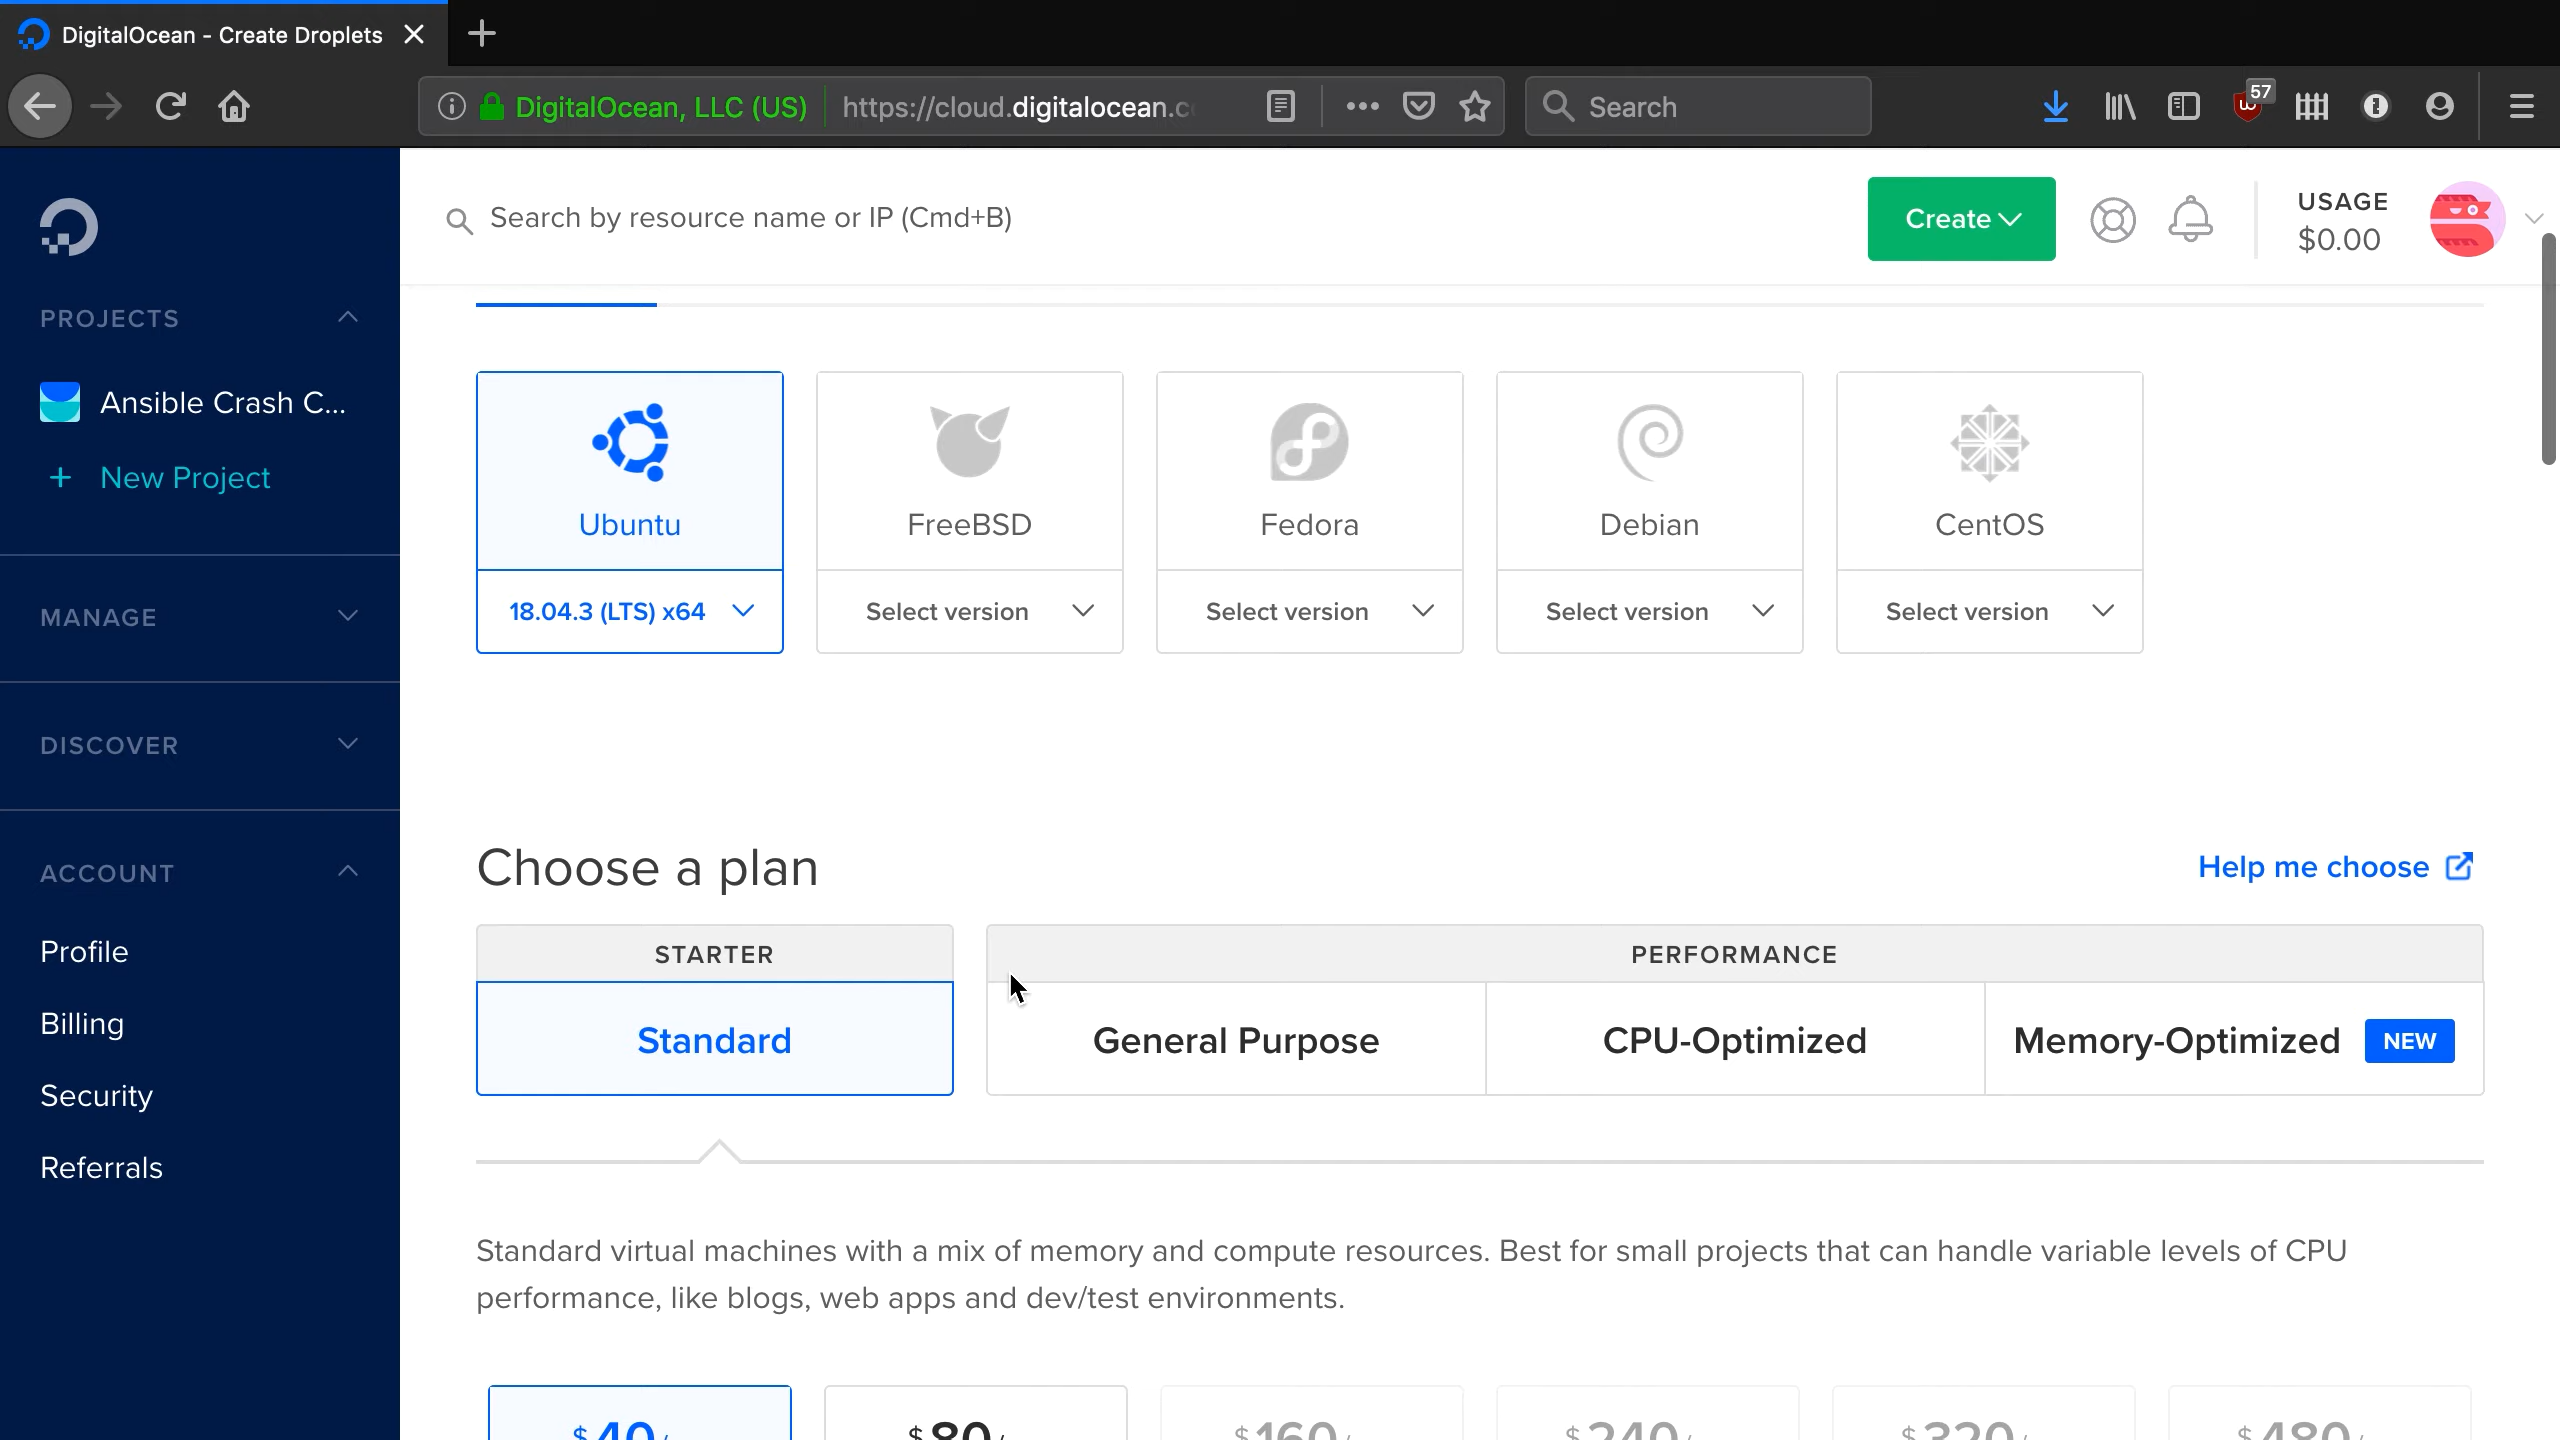 DigitalOcean - Create Droplets
DigitalOcean, LLC (US) https://cloud.digitalocean.c
Search
57
Search by resource name or IP (Cmd+B)
Create
USAGE
$0.00
PROJECTS
Ansible Crash C...
+ New Project
MANAGE
DISCOVER
ACCOUNT
Profile
Billing
Security
Referrals
Ubuntu
18.04.3 (LTS) x64
FreeBSD
Select version
Fedora
Select version
Debian
Select version
CentOS
Select version
Choose a plan
Help me choose
STARTER
PERFORMANCE
Standard
General Purpose
CPU-Optimized
Memory-Optimized NEW
Standard virtual machines with a mix of memory and compute resources. Best for small projects that can handle variable levels of CPU
performance, like blogs, web apps and dev/test environments.
$40/ $80/ $160/ $240/ $320/ $480/